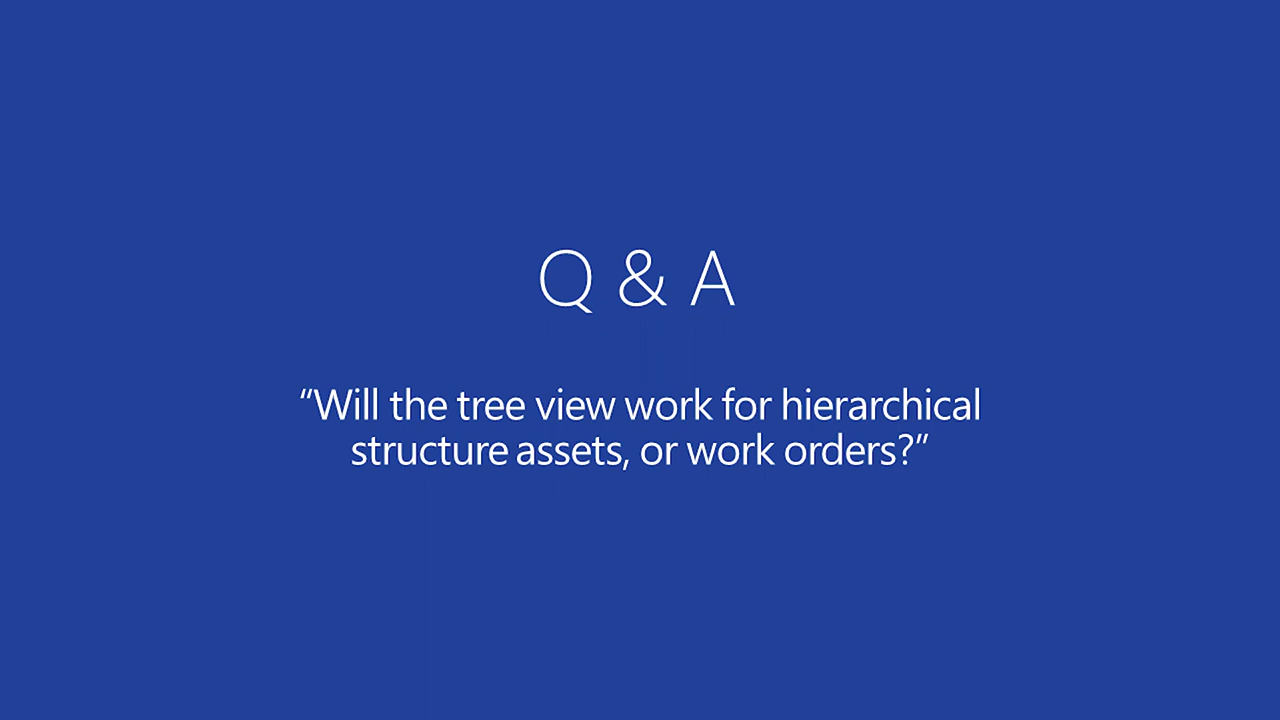 Q & A
“Will the tree view work for hierarchical
structure assets, or work orders?”